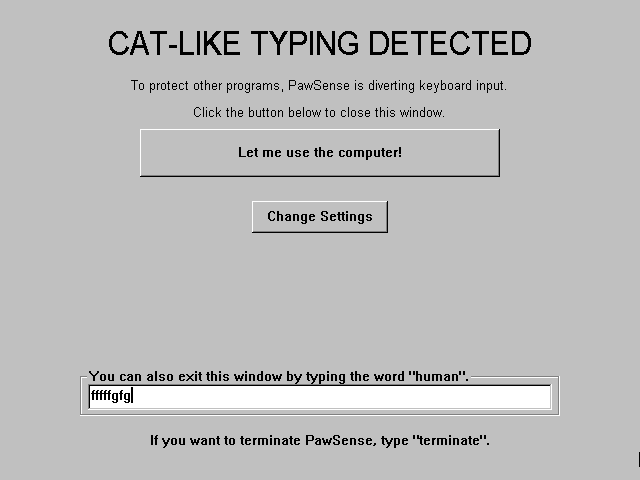 CAT-LIKE TYPING DETECTED
To protect other programs, PawSense is diverting keyboard input.
Click the button below to close this window.
Let me use the computer!
Change Settings
You can also exit this window by typing the word "human".
fffffgfg
If you want to terminate PawSense, type "terminate".